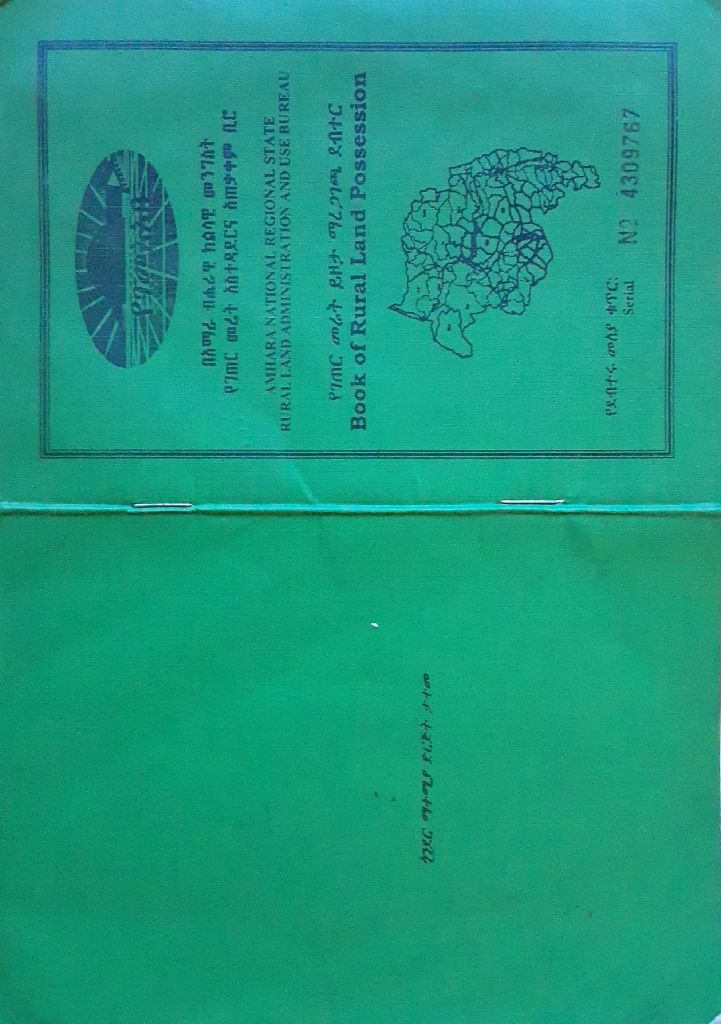 በአማራ ብሔራዊ ክልላዊ መንግስት
የገጠር መሬት አስተዳደርና አጠቃቀም ቢሮ
AMHARA NATIONAL REGIONAL STATE
RURAL LAND ADMINISTRATION AND USE BUREAU
የገጠር መሬት ይዞታ ማረጋገጫ ደብተር
Book of Rural Land Possession
የደብተሩ መለያ ቁጥር:
Serial № 4309767